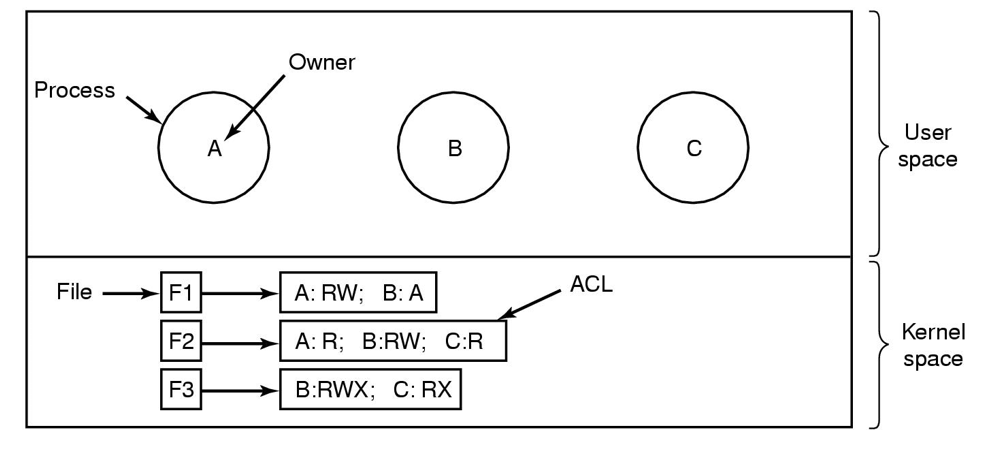 Owner
Process
A
B
C
User
space
File
F1
A: RW; B: A
ACL
F2
A: R; B:RW; C:R
F3
B:RWX; C: RX
Kernel
space